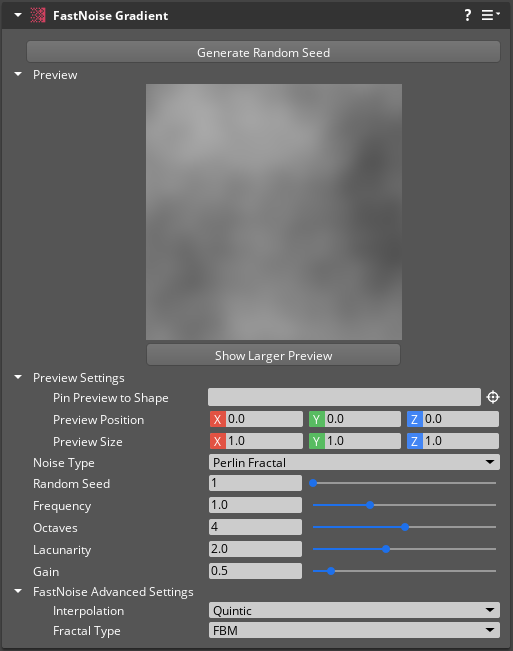 FastNoise Gradient ?
Generate Random Seed
Preview
Show Larger Preview
Preview Settings
Pin Preview to Shape
Preview Position X 0.0 Y 0.0 Z 0.0
Preview Size X 1.0 Y 1.0 Z 1.0
Noise Type Perlin Fractal
Random Seed 1
Frequency 1.0
Octaves 4
Lacunarity 2.0
Gain 0.5
FastNoise Advanced Settings
Interpolation Quintic
Fractal Type FBM